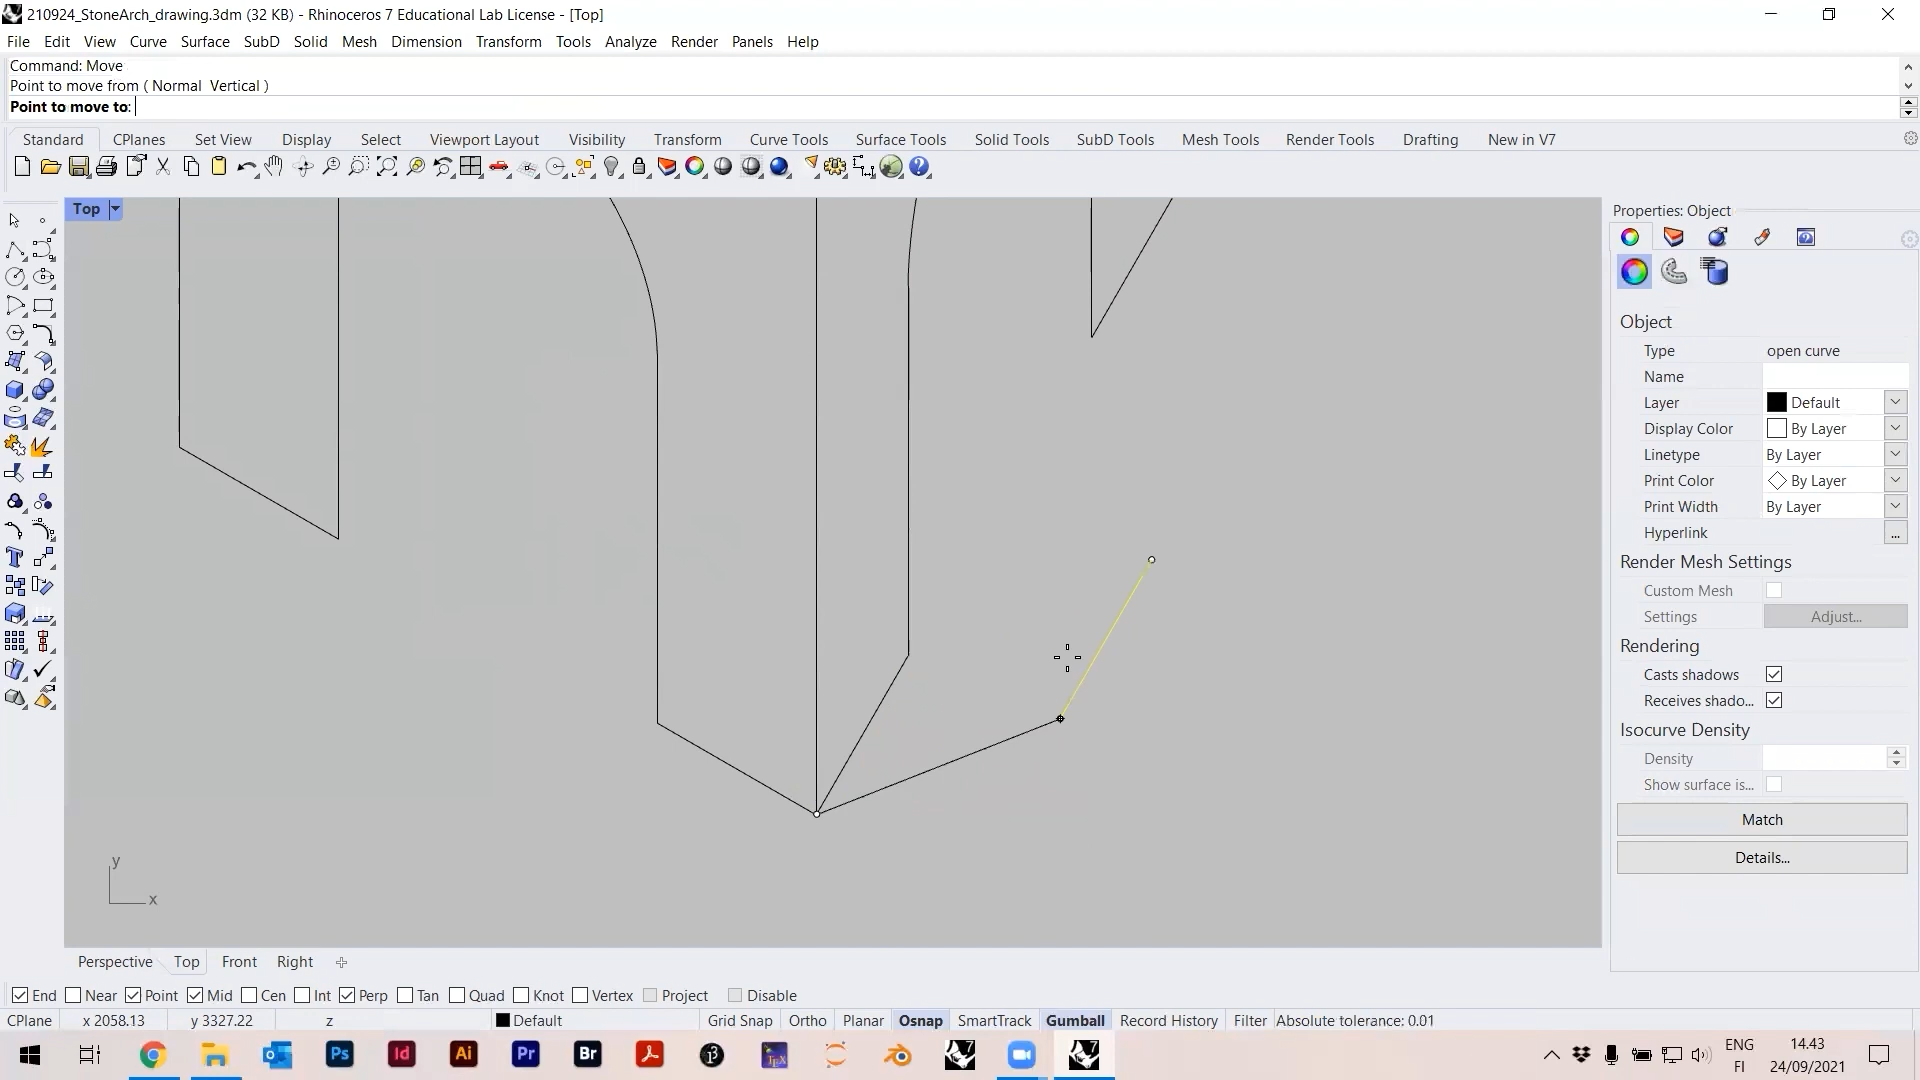 210924_StoneArch_drawing.3dm (32 KB) - Rhinoceros 7 Educational Lab License - [Top]
File Edit View Curve Surface SubD Solid Mesh Dimension Transform Tools Analyze Render Panels Help
Command: Move
Point to move from ( Normal Vertical )
Point to move to:
Standard CPlanes Set View Display Select Viewport Layout Visibility Transform Curve Tools Surface Tools Solid Tools SubD Tools Mesh Tools Render Tools Drafting New in V7
Top
Properties: Object
Object
Type open curve
Name
Layer Default
Display Color By Layer
Linetype By Layer
Print Color By Layer
Print Width By Layer
Hyperlink ...
Render Mesh Settings
Custom Mesh
Settings Adjust...
Rendering
Casts shadows
Receives shado...
Isocurve Density
Density
Show surface is...
Match
Details...
y
x
Perspective Top Front Right
End Near Point Mid Cen Int Perp Tan Quad Knot Vertex Project Disable
CPlane x 2058.13 y 3327.22 z Default Grid Snap Ortho Planar Osnap SmartTrack Gumball Record History Filter Absolute tolerance: 0.01
Ps Id Ai Pr Br TEX
ENG
FI
14.43
24/09/2021